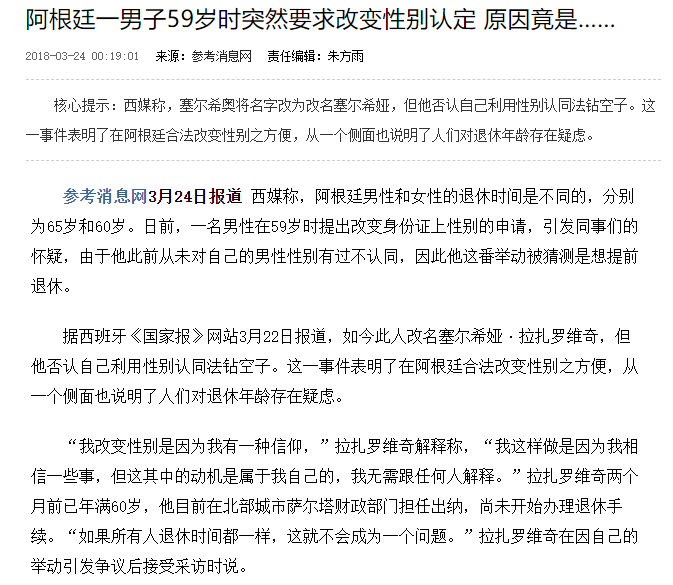 阿根廷一男子59岁时突然要求改变性别认定 原因竟是……
2018-03-24 00:19:01 来源：参考消息网 责任编辑：朱方雨
核心提示：西媒称，塞尔希奥将名字改为改名塞尔希娅，但他否认自己利用性别认同法钻空子。这
一事件表明了在阿根廷合法改变性别之方便，从一个侧面也说明了人们对退休年龄存在疑虑。
参考消息网3月24日报道 西媒称，阿根廷男性和女性的退休时间是不同的，分别
为65岁和60岁。日前，一名男性在59岁时提出改变身份证上性别的申请，引发同事们的
怀疑，由于他此前从未对自己的男性性别有过不认同，因此他这番举动被猜测是想提前
退休。
据西班牙《国家报》网站3月22日报道，如今此人改名塞尔希娅·拉扎罗维奇，但
他否认自己利用性别认同法钻空子。这一事件表明了在阿根廷合法改变性别之方便，从
一个侧面也说明了人们对退休年龄存在疑虑。
“我改变性别是因为我有一种信仰，”拉扎罗维奇解释称，“我这样做是因为我相
信一些事，但这其中的动机是属于我自己的，我无需跟任何人解释。”拉扎罗维奇两个
月前已年满60岁，他目前在北部城市萨尔塔财政部门担任出纳，尚未开始办理退休手
续。“如果所有人退休时间都一样，这就不会成为一个问题。”拉扎罗维奇在因自己的
举动引发争议后接受采访时说。